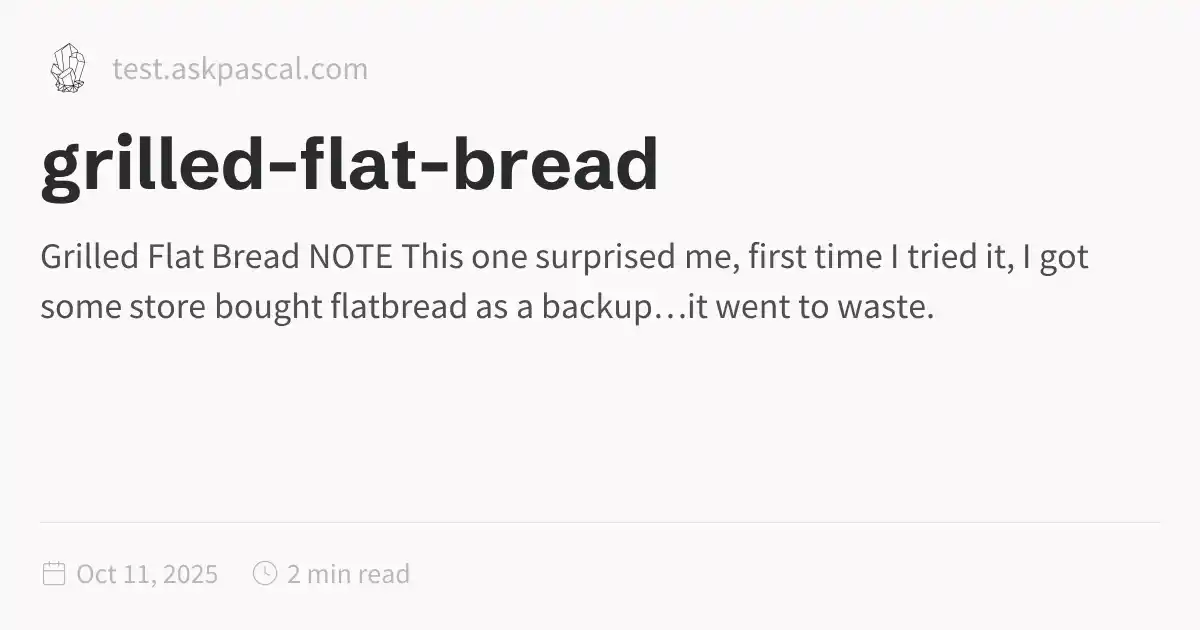 test.askpascal.com
grilled-flat-bread
Grilled Flat Bread NOTE This one surprised me, first time I tried it, I got
some store bought flatbread as a backup…it went to waste.
Oct 11, 2025
2 min read